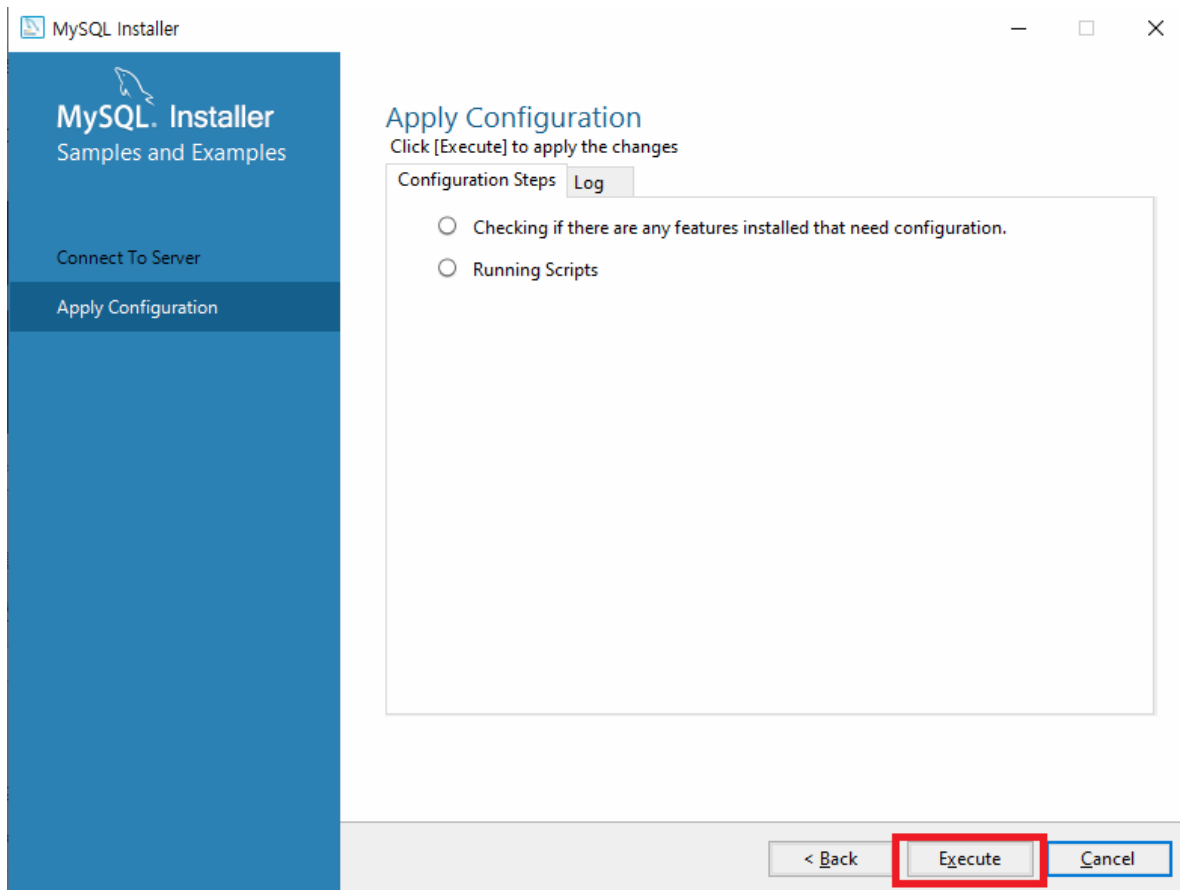 MySQL Installer
MySQL. Installer
Samples and Examples
Connect To Server
Apply Configuration
Apply Configuration
Click [Execute] to apply the changes
Configuration Steps
Log
Checking if there are any features installed that need configuration.
Running Scripts
< Back
Execute
Cancel